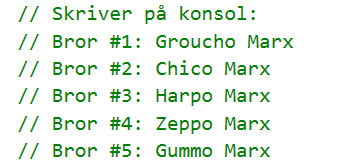 // Skriver på konsol:
// Bror #1: Groucho Marx
// Bror #2: Chico Marx
// Bror #3: Harpo Marx
// Bror #4: Zeppo Marx
// Bror #5: Gummo Marx